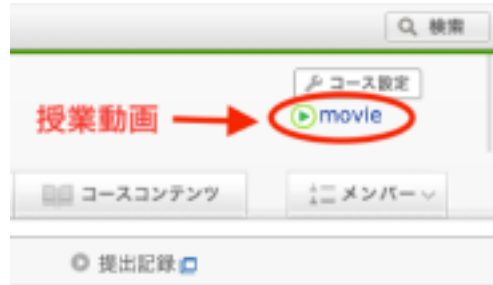 検索
コース設定
授業動画
movie
コースコンテンツ
メンバー
提出記録